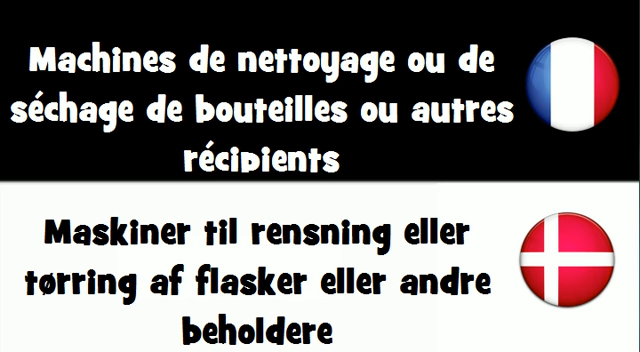 Machines de nettoyage ou de
séchage de bouteilles ou autres
récipients
Maskiner til rensning eller
tørring af flasker eller andre
beholdere